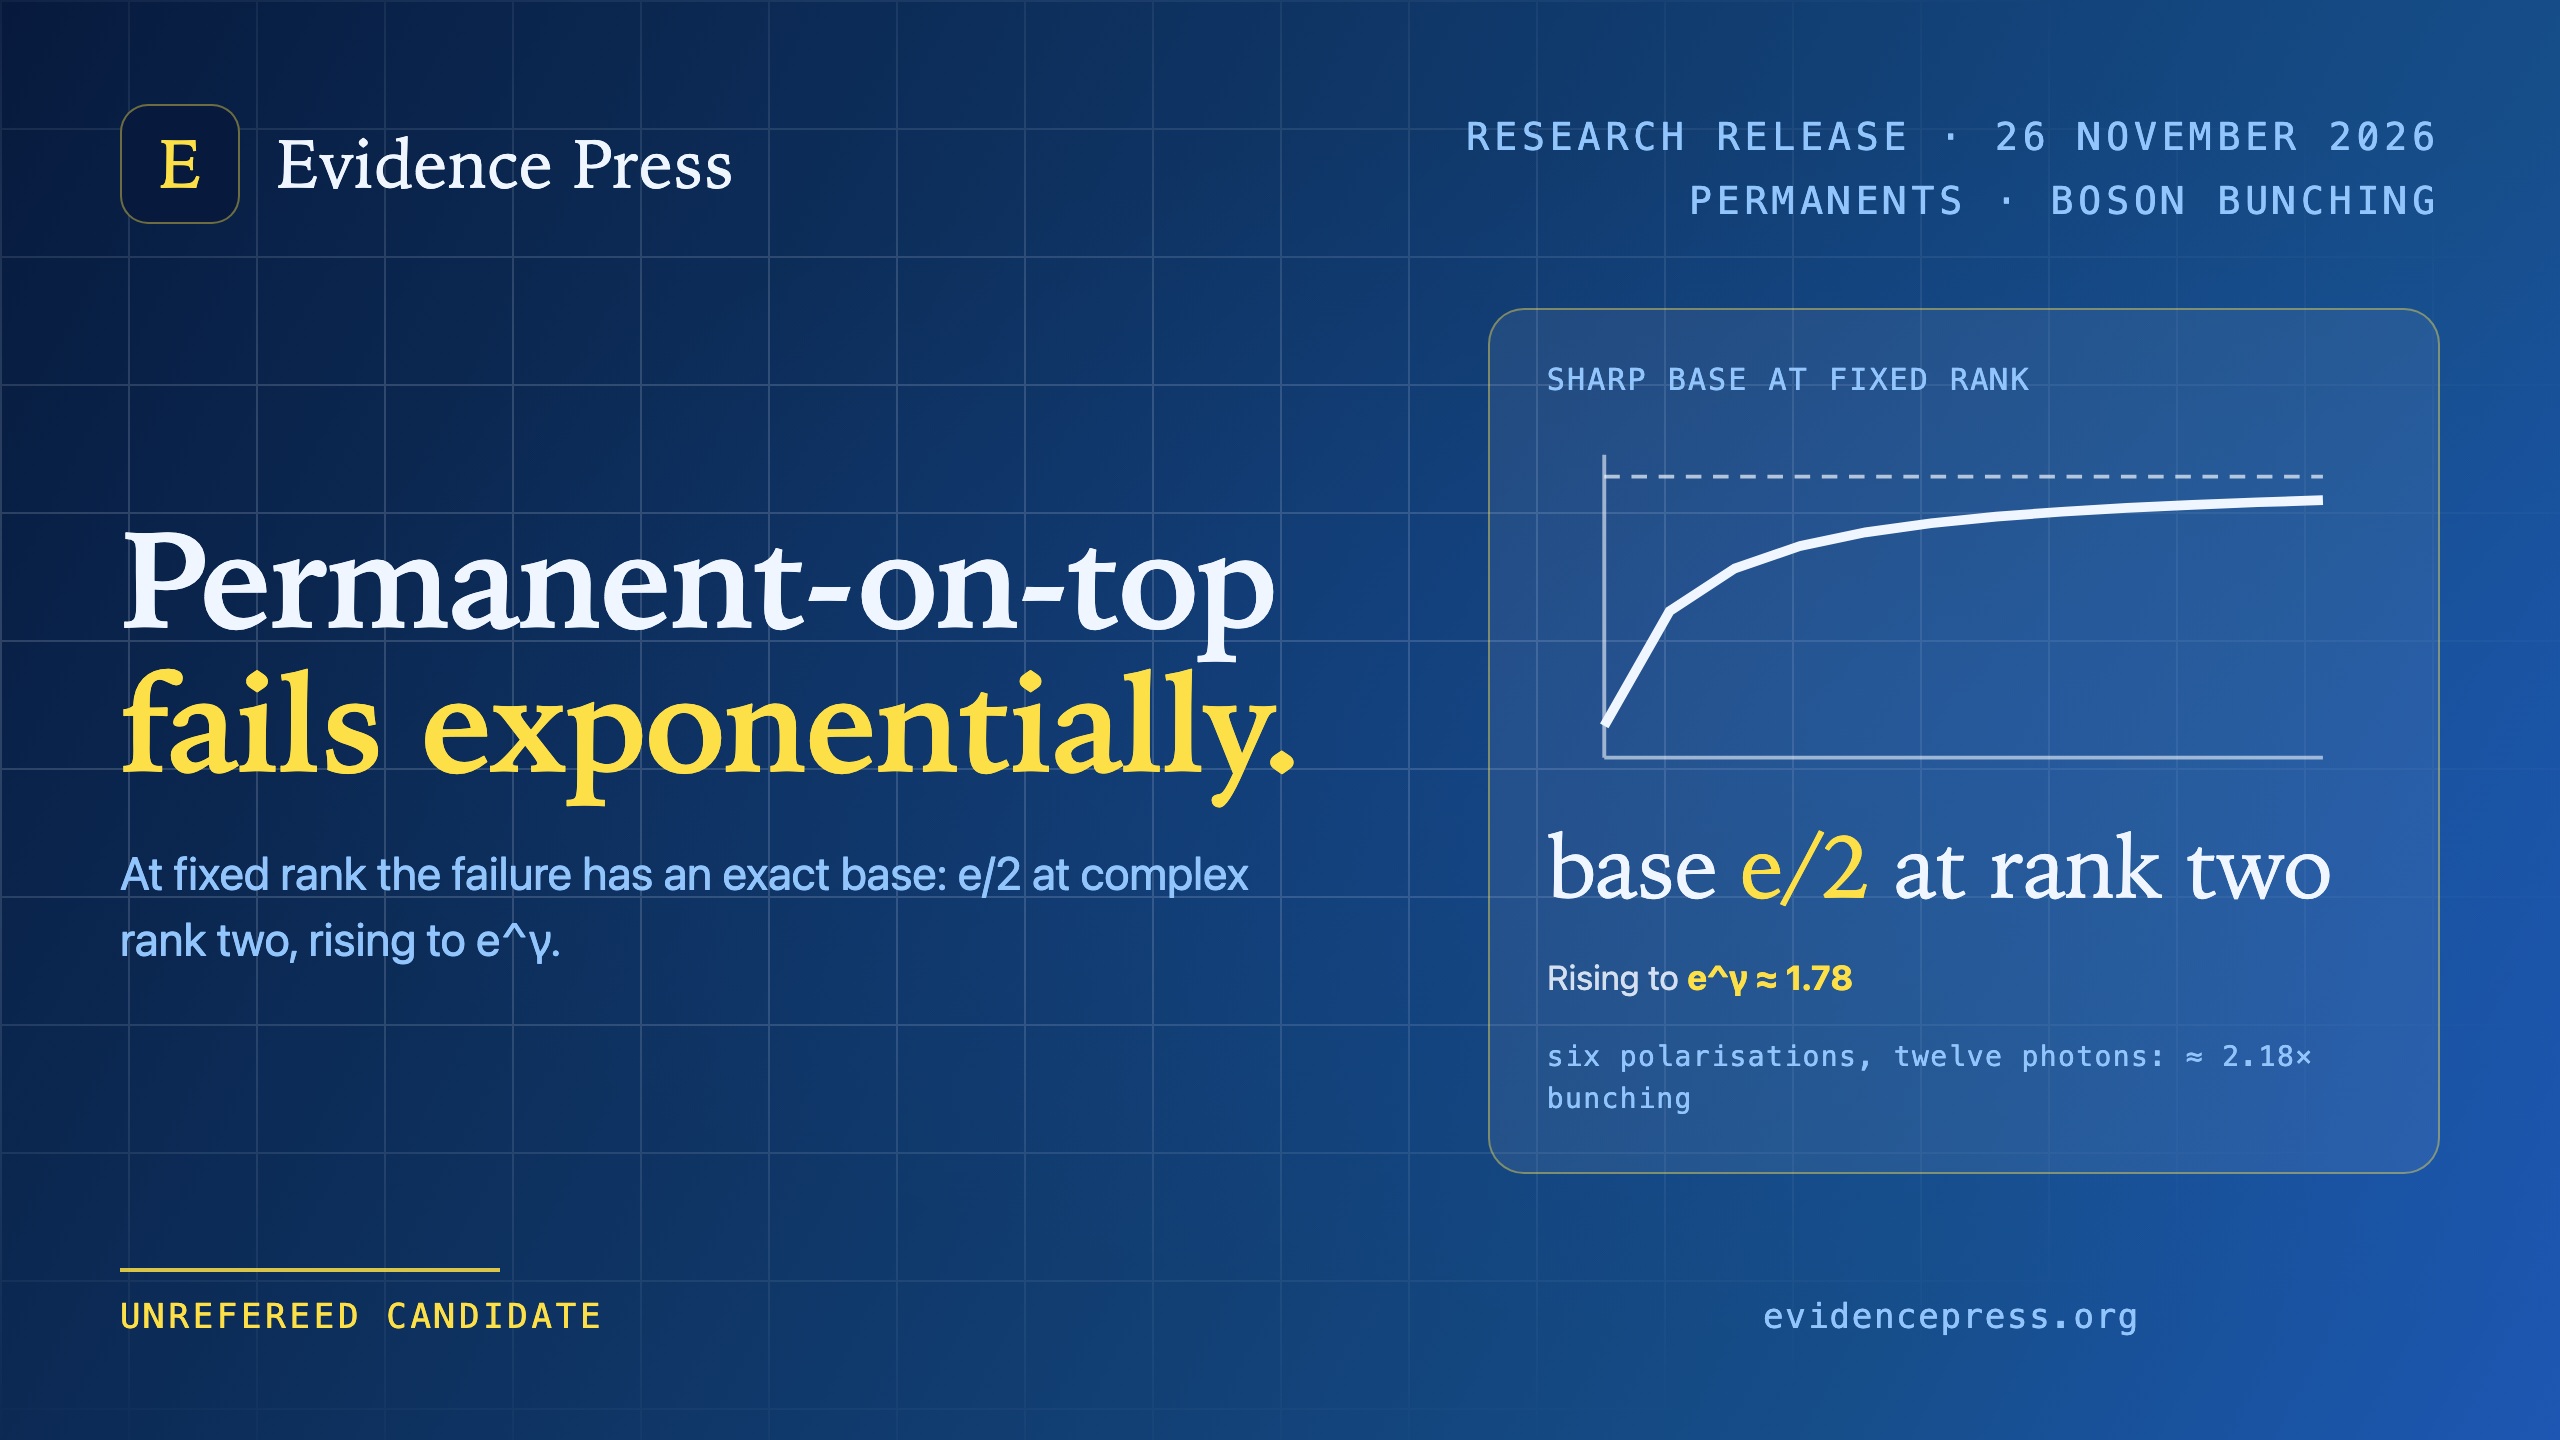 E
Evidence Press
RESEARCH RELEASE · 26 NOVEMBER 2026
PERMANENTS · BOSON BUNCHING
Permanent-on-top
fails exponentially.
At fixed rank the failure has an exact base: e/2 at complex
rank two, rising to e^γ.
SHARP BASE AT FIXED RANK
base e/2 at rank two
Rising to e^γ ≈ 1.78
six polarisations, twelve photons: ≈ 2.18×
bunching
UNREFEREED CANDIDATE
evidencepress.org